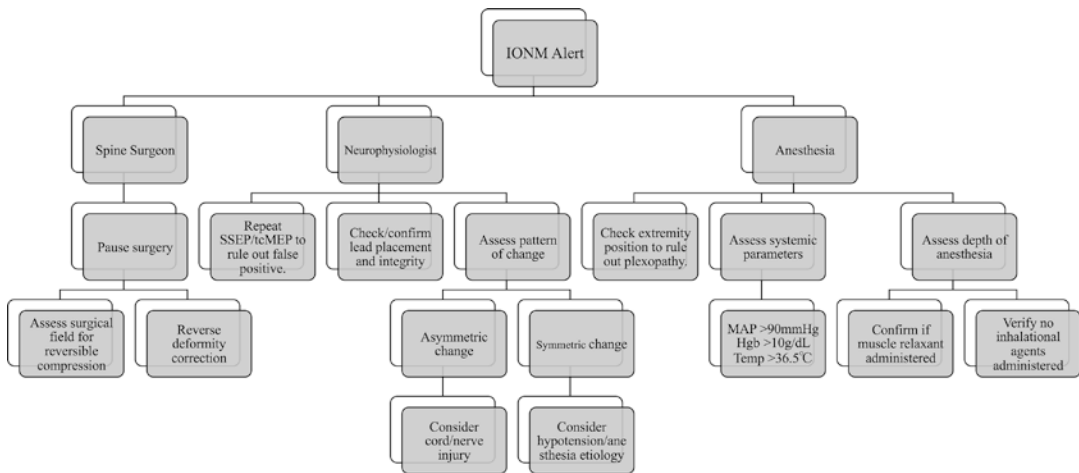 IONM Alert
Spine Surgeon
Neurophysiologist
Anesthesia
Pause surgery
Repeat
SSEP/tcMEP to
rule out false
positive.
Check/confirm
lead placement
and integrity
Assess pattern
of change
Check extremity
position to rule
out plexopathy.
Assess systemic
parameters
Assess depth of
anesthesia
Assess surgical
field for
reversible
compression
Reverse
deformity
correction
Asymmetric
change
Symmetric change
MAP >90mmHg
Hgb >10g/dL
Temp >36.5℃
Confirm if
muscle relaxant
administered
Verify no
inhalational
agents
administered
Consider
cord/nerve
injury
Consider
hypotension/ane
sthesia etiology